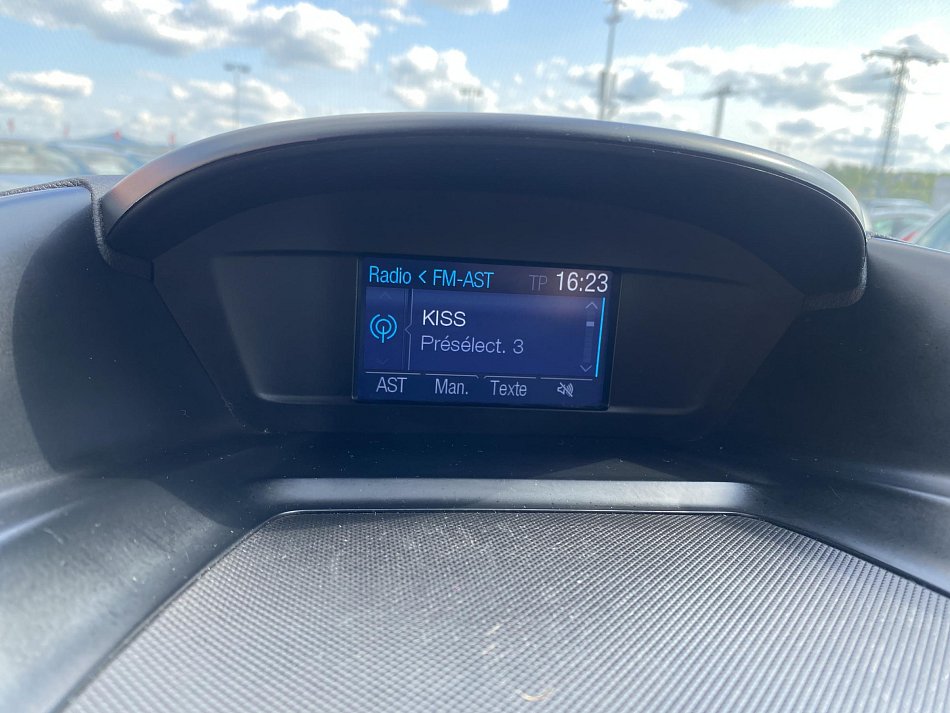 Radio < FM-AST TP 16:23
KISS
Présélect. 3
AST Man. Texte